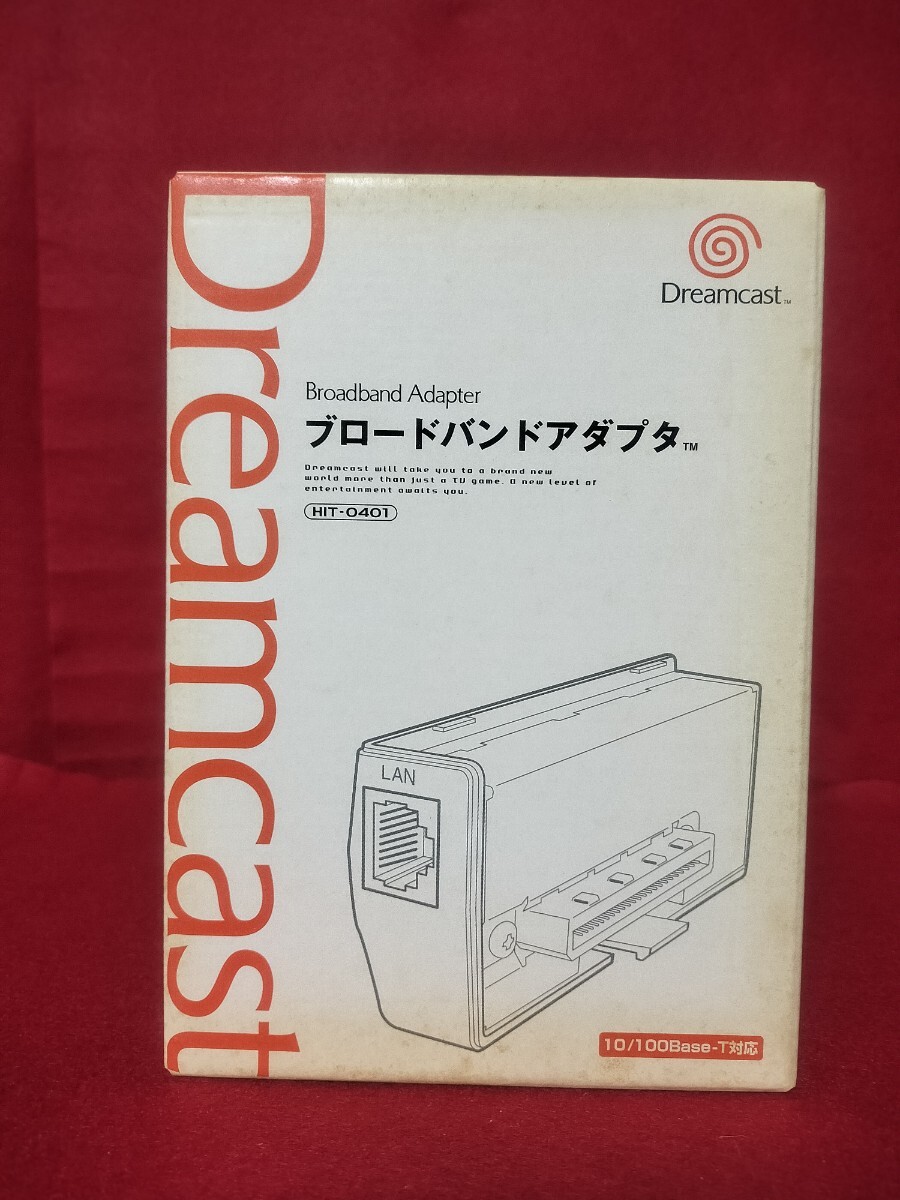 Dreamcast
Dreamcast™
Broadband Adapter
ブロードバンドアダプタ™
Dreamcast will take you to a brand new
world more than just a TV game. A new level of
entertainment awaits you.
HIT-0401
LAN
10/100Base-T対応